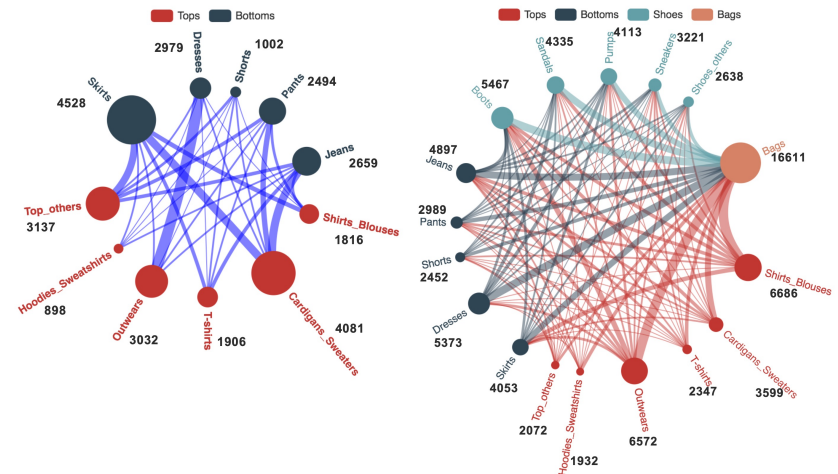 Tops Bottoms
Dresses
2979
Shorts
1002
Pants
2494
Skirts
4528
Jeans
2659
Top_others
3137
Shirts_Blouses
1816
Hoodies_Sweatshirts
898
Outwears
3032
T-shirts
1906
Cardigans_Sweaters
4081
Tops Bottoms Shoes Bags
Sandals
4335
Pumps
4113
Sneakers
3221
Shoes_others
2638
Boots
5467
Bags
16611
Jeans
4897
Pants
2989
Shorts
2452
Dresses
5373
Skirts
4053
Top_others
2072
Hoodies_Sweatshirts
1932
Outwears
6572
T-shirts
2347
Cardigans_Sweaters
3599
Shirts_Blouses
6686